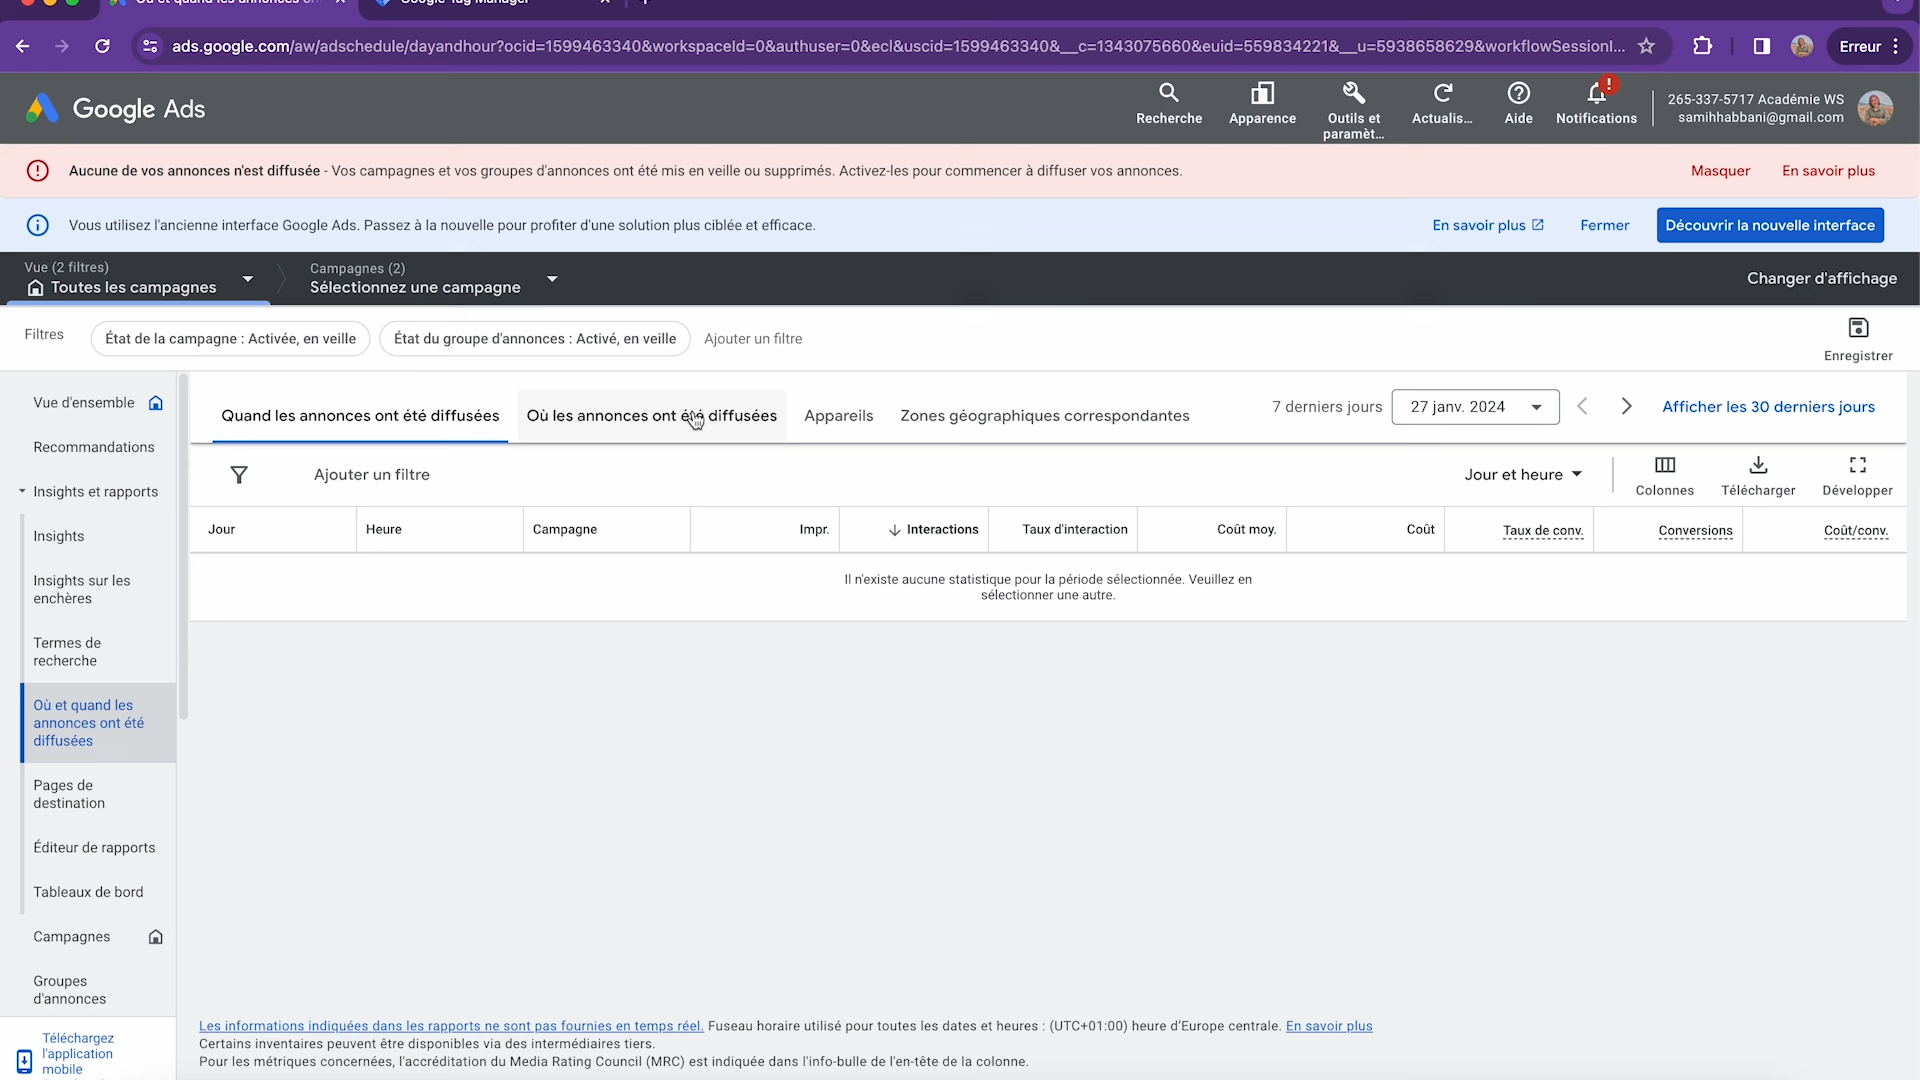 Google Tag Manager
ads.google.com/aw/adschedule/dayandhour?ocid=1599463340&workspaceId=0&authuser=0&ecl&uscid=1599463340&__c=1343075660&euid=559834221&__u=5938658629&workflowSessionI...
Erreur
Google Ads
Recherche
Apparence
Outils et
paramèt...
Actualis...
Aide
Notifications
265-337-5717 Académie WS
samihhabbani@gmail.com
Aucune de vos annonces n'est diffusée - Vos campagnes et vos groupes d'annonces ont été mis en veille ou supprimés. Activez-les pour commencer à diffuser vos annonces.
Masquer
En savoir plus
Vous utilisez l'ancienne interface Google Ads. Passez à la nouvelle pour profiter d'une solution plus ciblée et efficace.
En savoir plus
Fermer
Découvrir la nouvelle interface
Vue (2 filtres)
Toutes les campagnes
Campagnes (2)
Sélectionnez une campagne
Changer d'affichage
Filtres
État de la campagne : Activée, en veille
État du groupe d'annonces : Activé, en veille
Ajouter un filtre
Enregistrer
Vue d'ensemble
Recommandations
Insights et rapports
Insights
Insights sur les
enchères
Termes de
recherche
Où et quand les
annonces ont été
diffusées
Pages de
destination
Éditeur de rapports
Tableaux de bord
Campagnes
Groupes
d'annonces
Téléchargez
l'application
mobile
Quand les annonces ont été diffusées
Où les annonces ont été diffusées
Appareils
Zones géographiques correspondantes
7 derniers jours
27 janv. 2024
Afficher les 30 derniers jours
Ajouter un filtre
Jour et heure
Colonnes
Télécharger
Développer
Jour
Heure
Campagne
Impr.
Interactions
Taux d'interaction
Coût moy.
Coût
Taux de conv.
Conversions
Coût/conv.
Il n'existe aucune statistique pour la période sélectionnée. Veuillez en
sélectionner une autre.
Les informations indiquées dans les rapports ne sont pas fournies en temps réel. Fuseau horaire utilisé pour toutes les dates et heures : (UTC+01:00) heure d'Europe centrale. En savoir plus
Certains inventaires peuvent être disponibles via des intermédiaires tiers.
Pour les métriques concernées, l'accréditation du Media Rating Council (MRC) est indiquée dans l'info-bulle de l'en-tête de la colonne.